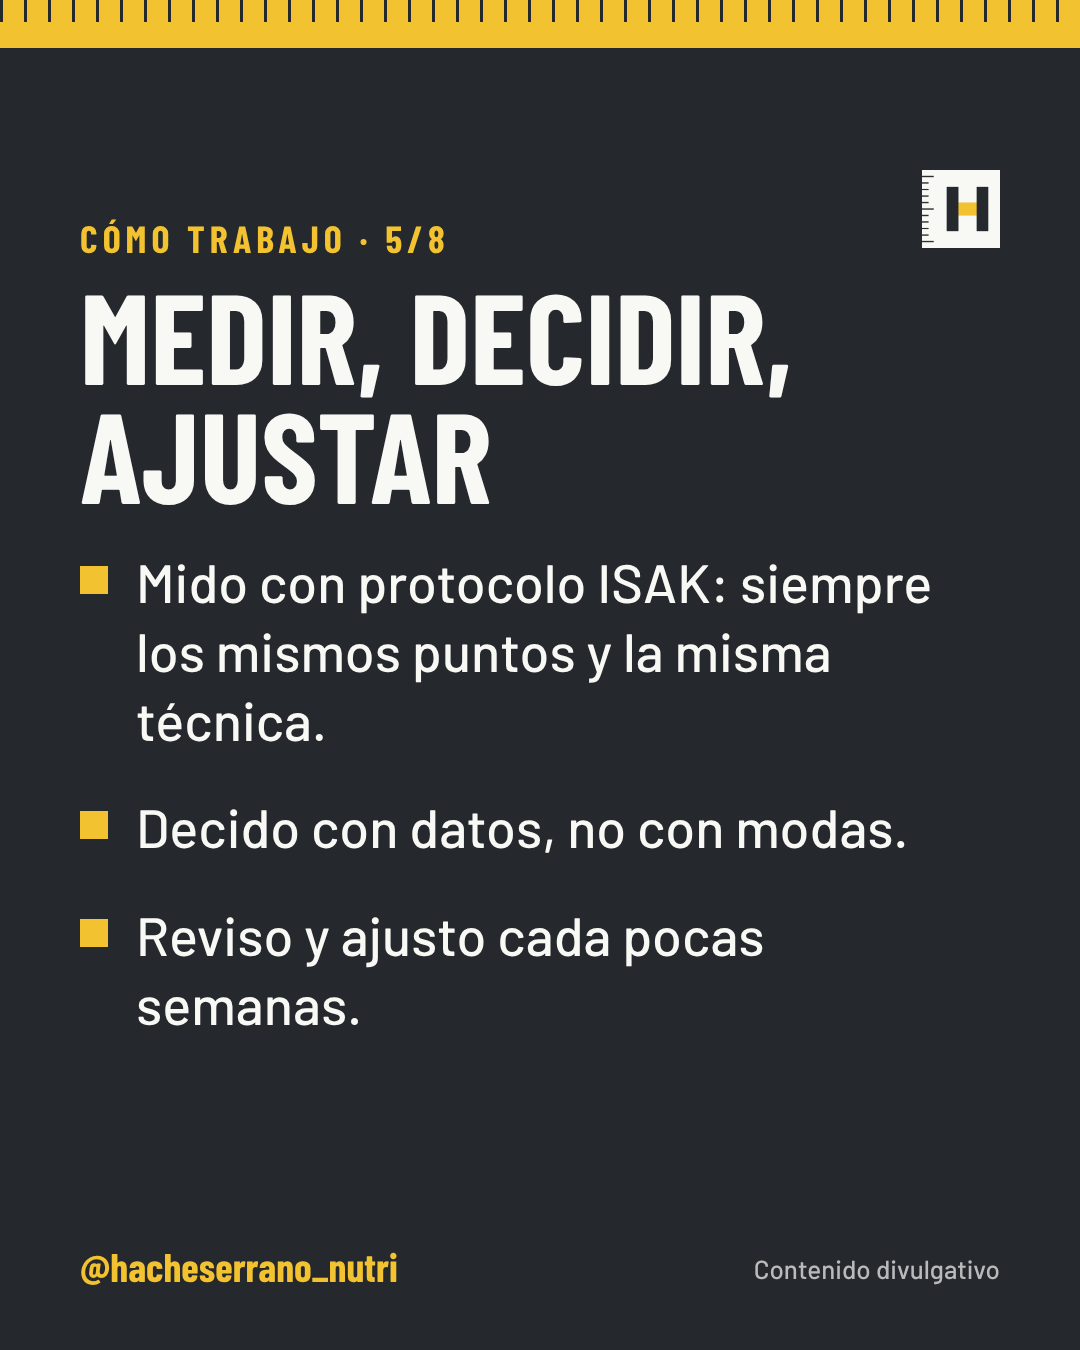 CÓMO TRABAJO · 5/8
H
MEDIR, DECIDIR,
AJUSTAR
Mido con protocolo ISAK: siempre
los mismos puntos y la misma
técnica.
Decido con datos, no con modas.
Reviso y ajusto cada pocas
semanas.
@hacheserrano_nutri
Contenido divulgativo